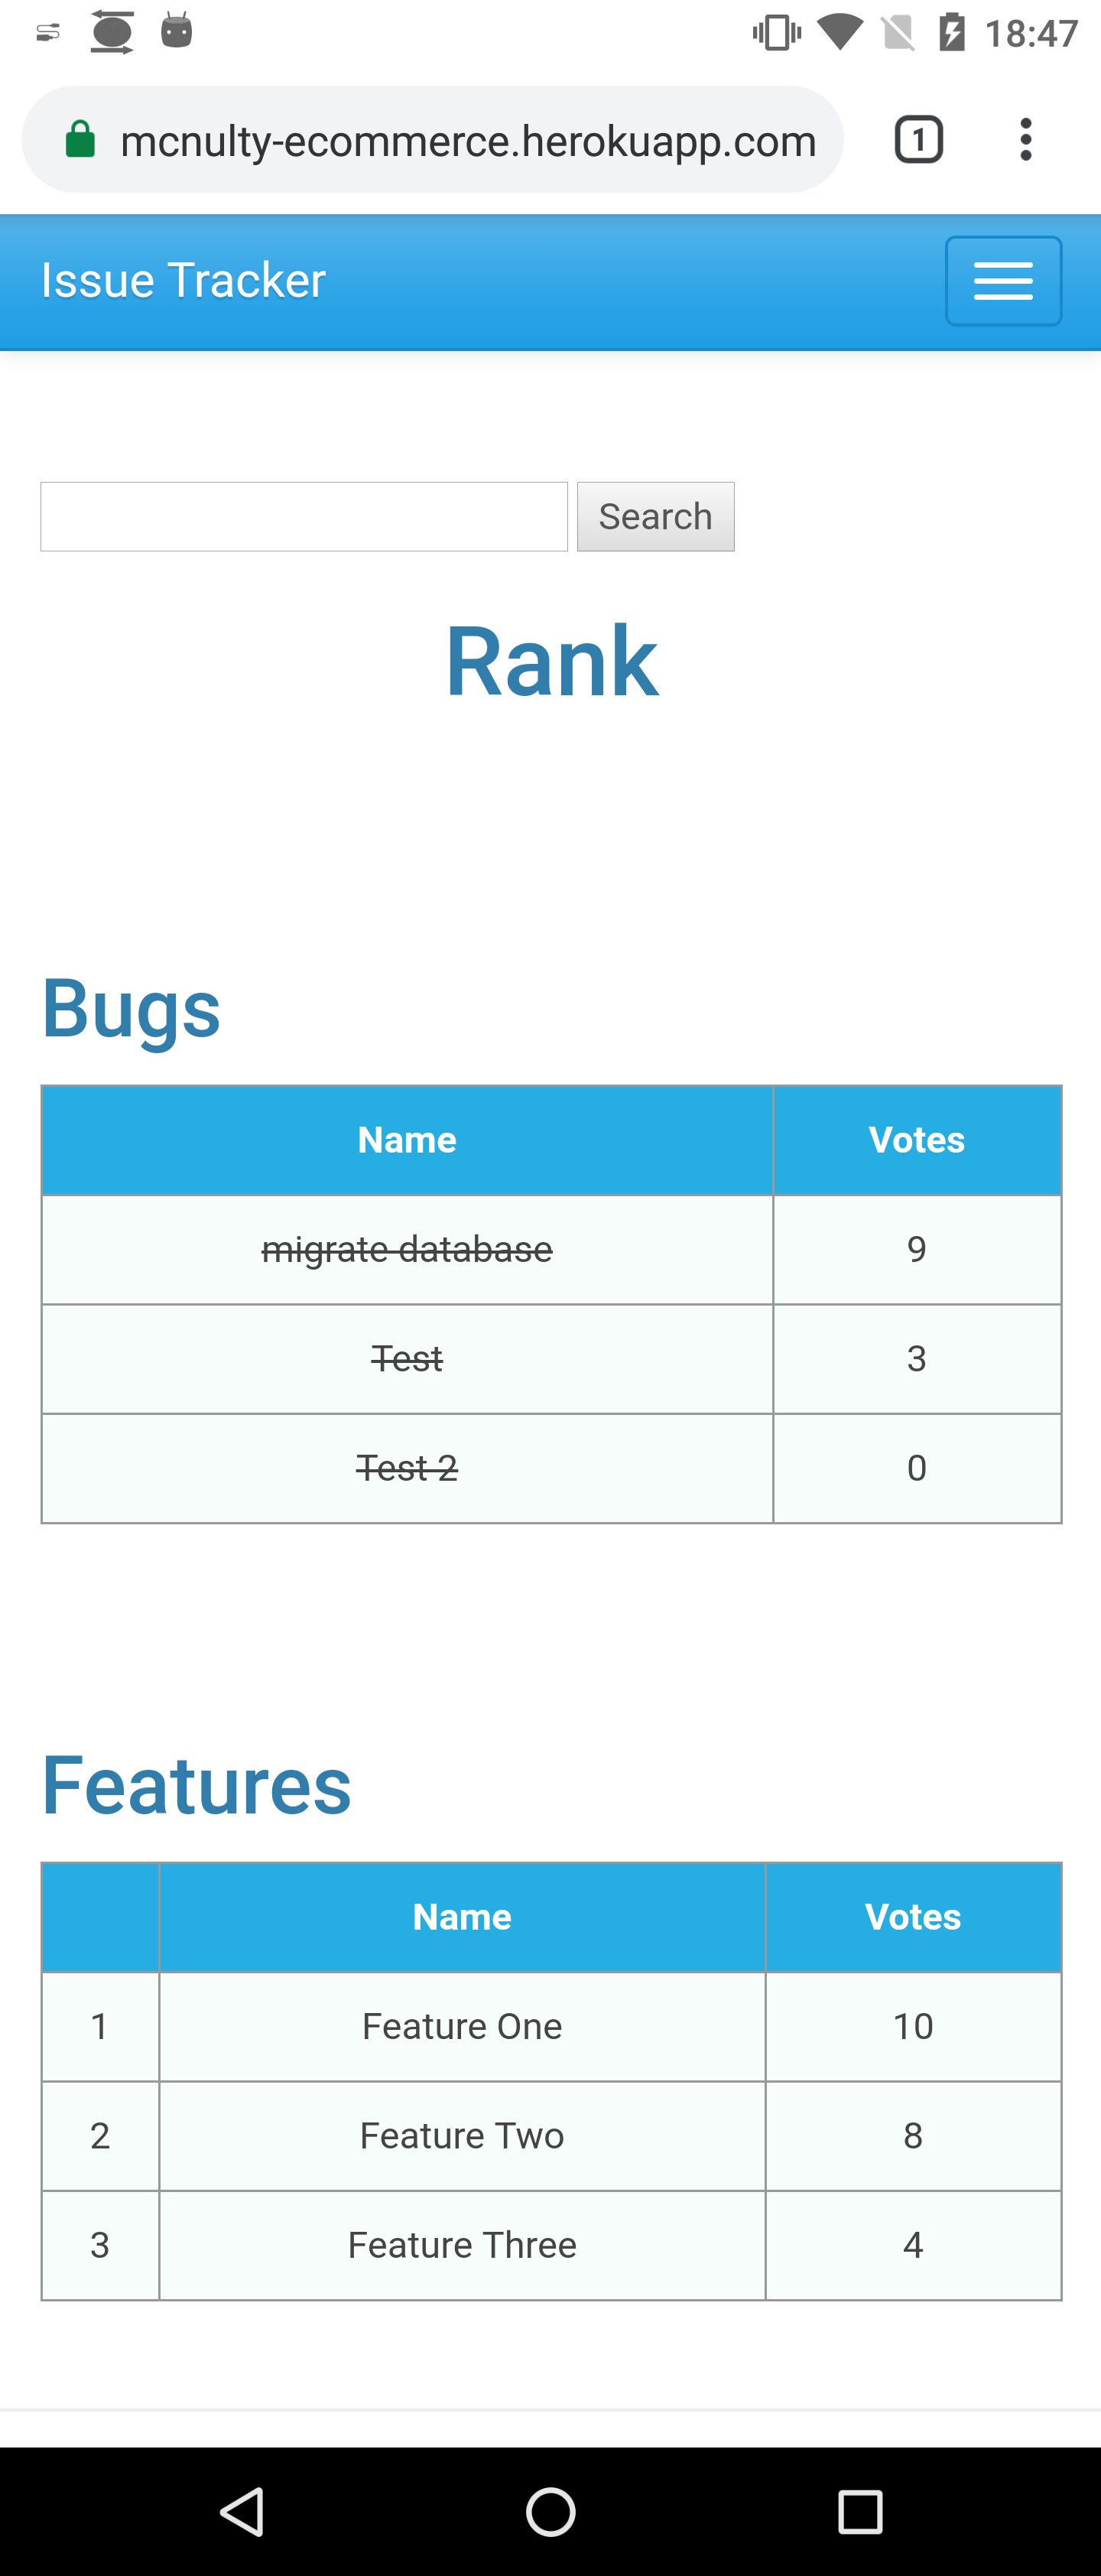 18:47
mcnulty-ecommerce.herokuapp.com
1
Issue Tracker
Search
Rank
Bugs
Name Votes
migrate database 9
Test 3
Test 2 0
Features
Name Votes
1 Feature One 10
2 Feature Two 8
3 Feature Three 4